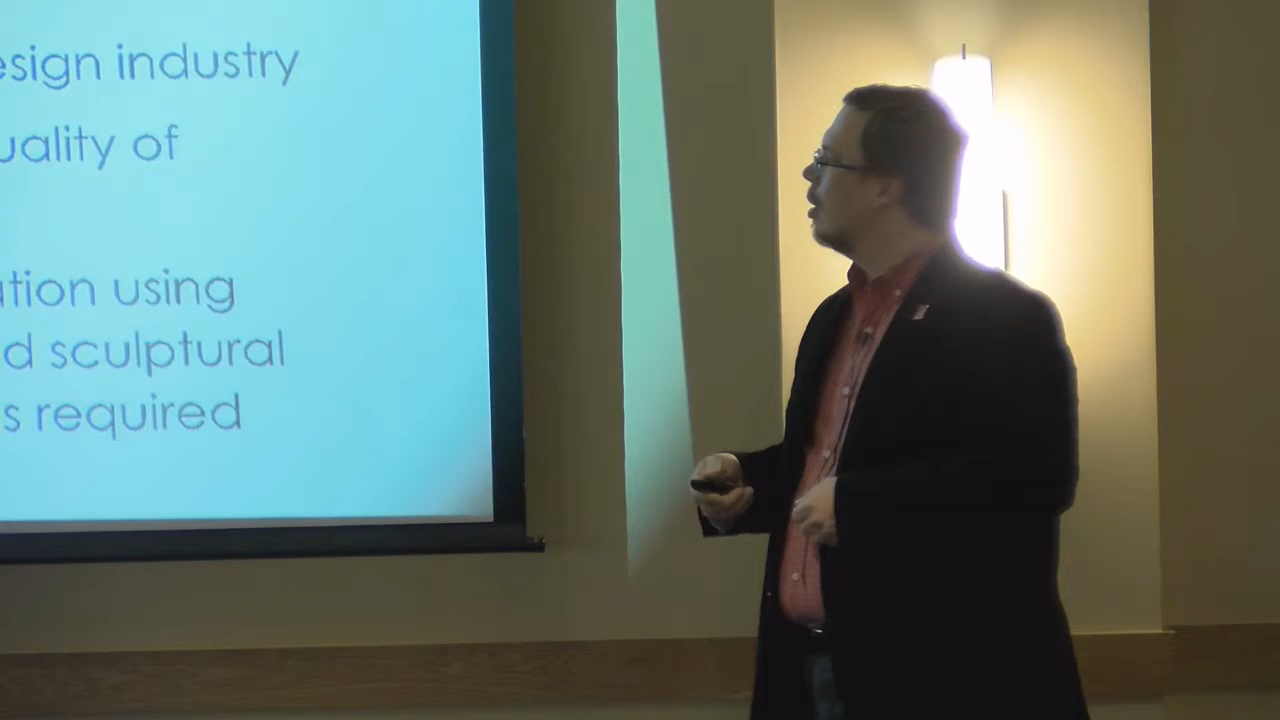 esign industry
uality of
ation using
d sculptural
s required